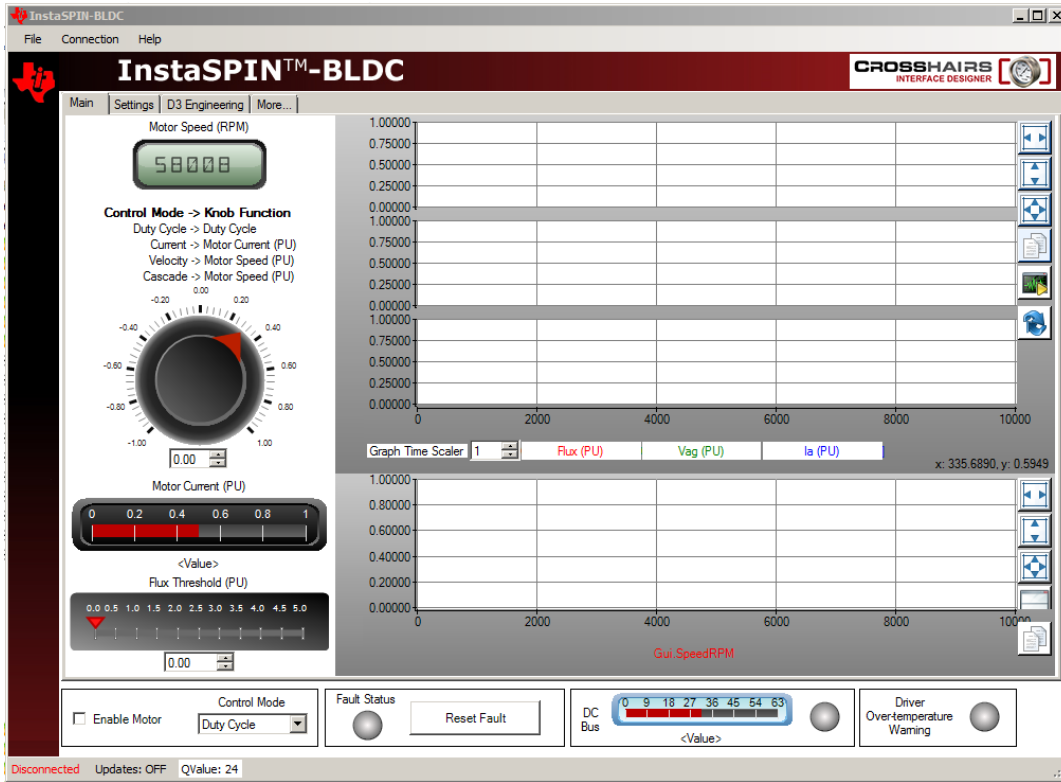 InstaSPIN-BLDC
File Connection Help
InstaSPIN™-BLDC
CROSSHAIRS
INTERFACE DESIGNER
Main Settings D3 Engineering More...
Motor Speed (RPM)
58008
Control Mode -> Knob Function
Duty Cycle -> Duty Cycle
Current -> Motor Current (PU)
Velocity -> Motor Speed (PU)
Cascade -> Motor Speed (PU)
0.00
-0.20 0.20
-0.40 0.40
-0.60 0.60
-0.80 0.80
-1.00 1.00
0.00
Motor Current (PU)
0 0.2 0.4 0.6 0.8 1
<Value>
Flux Threshold (PU)
0.0 0.5 1.0 1.5 2.0 2.5 3.0 3.5 4.0 4.5 5.0
0.00
1.00000
0.75000
0.50000
0.25000
0.00000
1.00000
0.75000
0.50000
0.25000
0.00000
1.00000
0.75000
0.50000
0.25000
0.00000
0 2000 4000 6000 8000 10000
Graph Time Scaler 1 Flux (PU) Vag (PU) Ia (PU)
x: 335.6890, y: 0.5949
1.00000
0.80000
0.60000
0.40000
0.20000
0.00000
0 2000 4000 6000 8000 10000
Gui.SpeedRPM
Enable Motor
Control Mode
Duty Cycle
Fault Status
Reset Fault
DC
Bus
0 9 18 27 36 45 54 63
<Value>
Driver
Over-temperature
Warning
Disconnected Updates: OFF QValue: 24